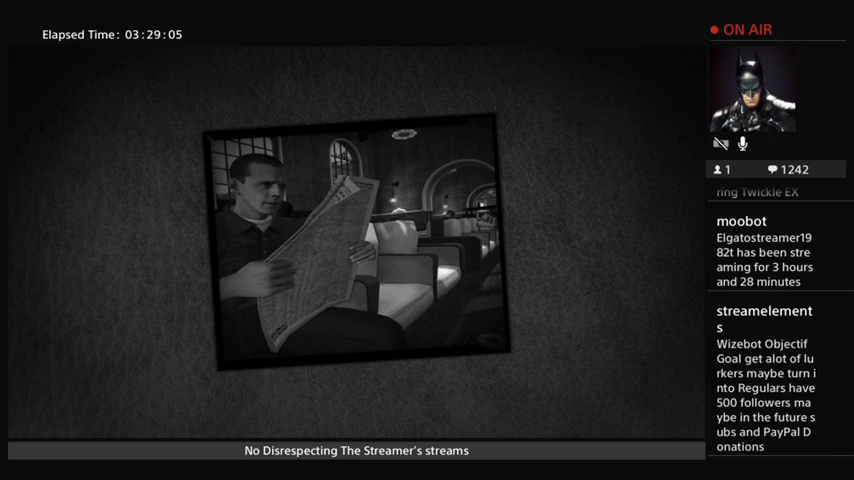 Elapsed Time: 03:29:05
ON AIR
1
1242
ring Twickle EX
moobot
Elgatostreamer19
82t has been stre
aming for 3 hours
and 28 minutes
streamelement
s
Wizebot Objectif
Goal get alot of lu
rkers maybe turn i
nto Regulars have
500 followers ma
ybe in the future s
ubs and PayPal D
onations
No Disrespecting The Streamer's streams